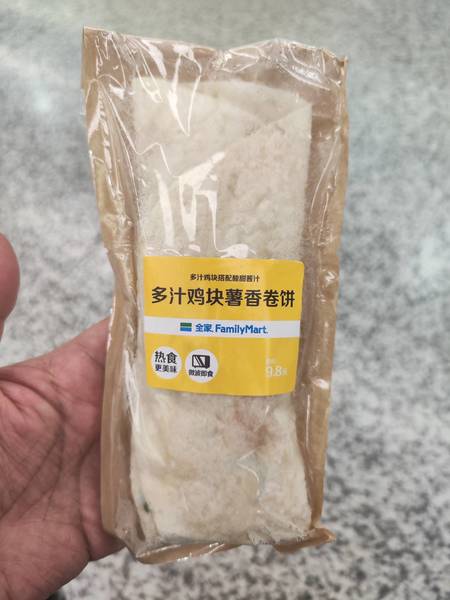 多汁鸡块搭配酸甜酱汁
多汁鸡块薯香卷饼
全家 FamilyMart
热食
更美味
微波即食
9.8元